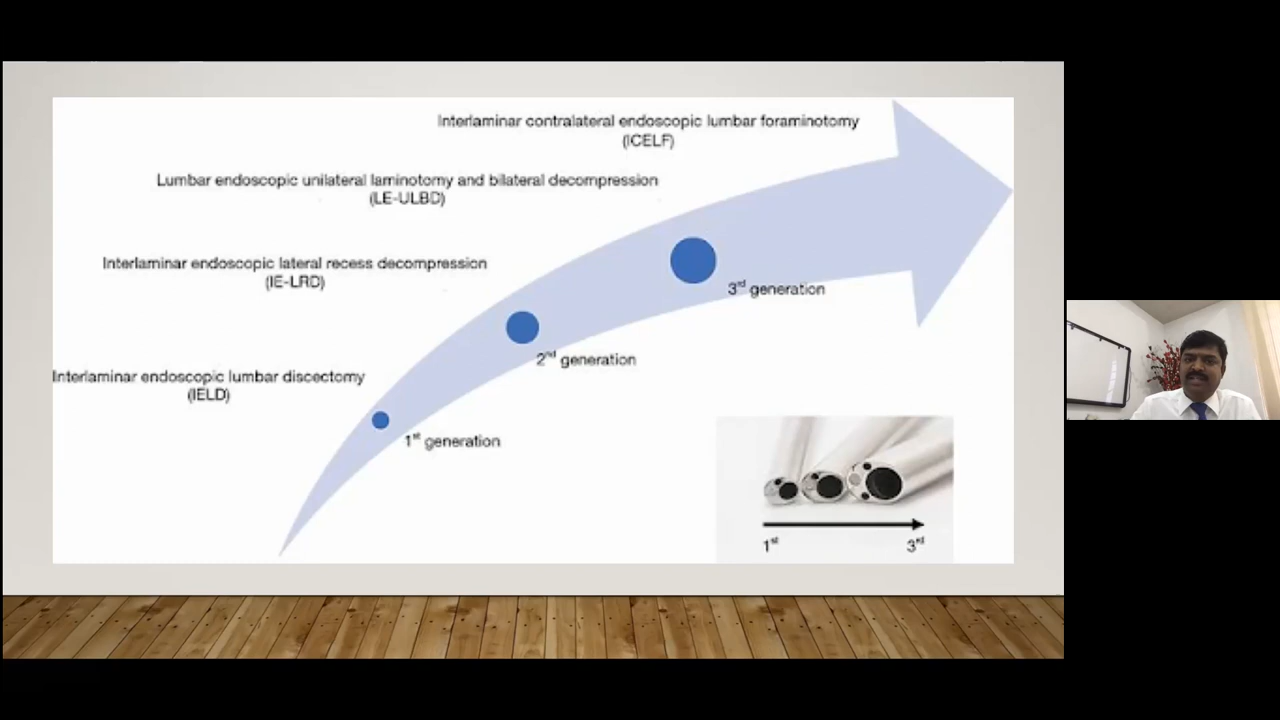 Interlaminar contralateral endoscopic lumbar foraminotomy
(ICELF)
Lumbar endoscopic unilateral laminotomy and bilateral decompression
(LE-ULBD)
Interlaminar endoscopic lateral recess decompression
(IE-LRD)
3rd generation
2nd generation
Interlaminar endoscopic lumbar discectomy
(IELD)
1st generation
1st 3rd